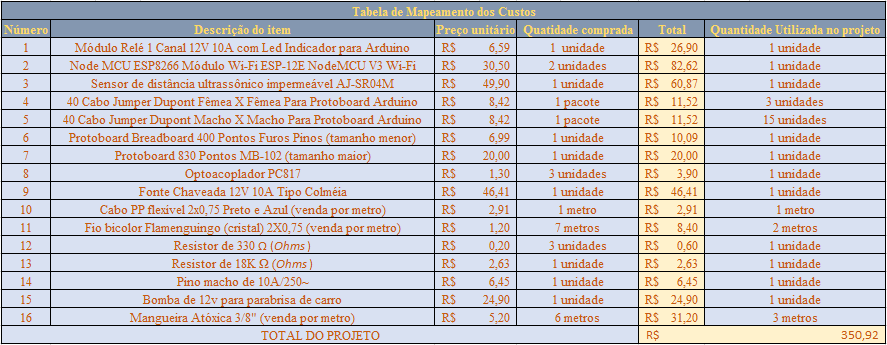 Tabela de Mapeamento dos Custos
Número Descrição do item Preço unitário Quatidade comprada Total Quantidade Utilizada no projeto
1 Módulo Relé 1 Canal 12V 10A com Led Indicador para Arduino R$ 6,59 1 unidade R$ 26,90 1 unidade
2 Node MCU ESP8266 Módulo Wi-Fi ESP-12E NodeMCU V3 Wi-Fi R$ 30,50 2 unidades R$ 82,62 1 unidade
3 Sensor de distância ultrassônico impermeável AJ-SR04M R$ 49,90 1 unidade R$ 60,87 1 unidade
4 40 Cabo Jumper Dupont Fêmea X Fêmea Para Protoboard Arduino R$ 8,42 1 pacote R$ 11,52 3 unidades
5 40 Cabo Jumper Dupont Macho X Macho Para Protoboard Arduino R$ 8,42 1 pacote R$ 11,52 15 unidades
6 Protoboard Breadboard 400 Pontos Furos Pinos (tamanho menor) R$ 6,99 1 unidade R$ 10,09 1 unidade
7 Protoboard 830 Pontos MB-102 (tamanho maior) R$ 20,00 1 unidade R$ 20,00 1 unidade
8 Optoacoplador PC817 R$ 1,30 3 unidades R$ 3,90 1 unidade
9 Fonte Chaveada 12V 10A Tipo Colméia R$ 46,41 1 unidade R$ 46,41 1 unidade
10 Cabo PP flexível 2x0,75 Preto e Azul (venda por metro) R$ 2,91 1 metro R$ 2,91 1 metro
11 Fio bicolor Flamenguingo (cristal) 2X0,75 (venda por metro) R$ 1,20 7 metros R$ 8,40 2 metros
12 Resistor de 330 Ω (Ohms) R$ 0,20 3 unidades R$ 0,60 1 unidade
13 Resistor de 18K Ω (Ohms) R$ 2,63 1 unidade R$ 2,63 1 unidade
14 Pino macho de 10A/250~ R$ 6,45 1 unidade R$ 6,45 1 unidade
15 Bomba de 12v para parabrisa de carro R$ 24,90 1 unidade R$ 24,90 1 unidade
16 Mangueira Atóxica 3/8" (venda por metro) R$ 5,20 6 metros R$ 31,20 3 metros
TOTAL DO PROJETO R$ 350,92